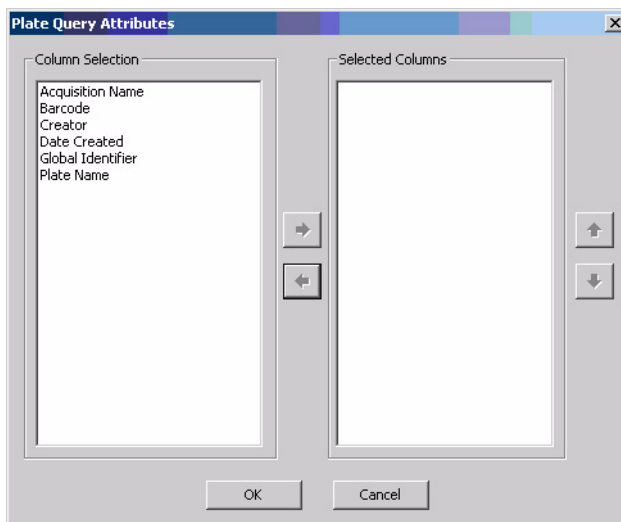 Plate Query Attributes
Column Selection
Selected Columns
Acquisition Name
Barcode
Creator
Date Created
Global Identifier
Plate Name
OK
Cancel